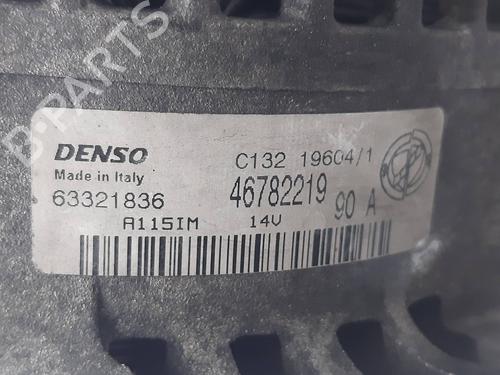 B-PARTS
DENSO
Made in Italy
C132 19604/1
63321836
46782219
90 A
A115IM
14V